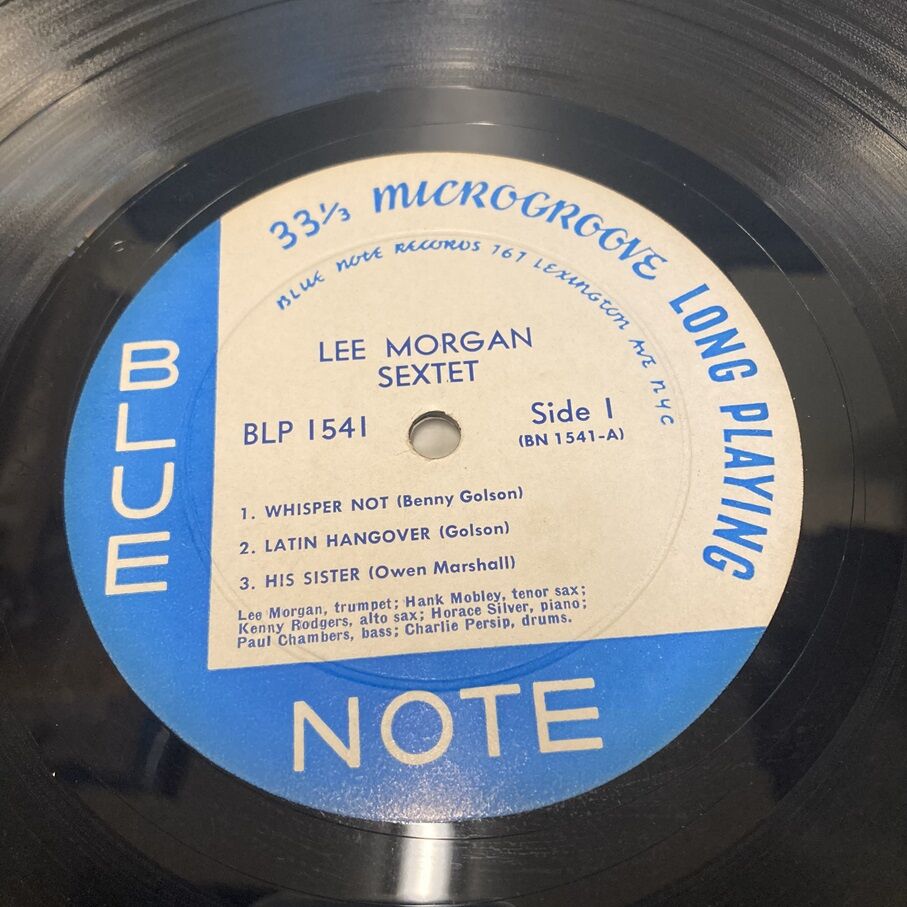 33⅓ MICROGROOVE LONG PLAYING
BLUE NOTE RECORDS 767 LEXINGTON AVE NYC
LEE MORGAN
SEXTET
BLP 1541
Side 1
(BN 1541-A)
1. WHISPER NOT (Benny Golson)
2. LATIN HANGOVER (Golson)
3. HIS SISTER (Owen Marshall)
Lee Morgan, trumpet; Hank Mobley, tenor sax;
Kenny Rodgers, alto sax; Horace Silver, piano;
Paul Chambers, bass; Charlie Persip, drums.
BLUE
NOTE